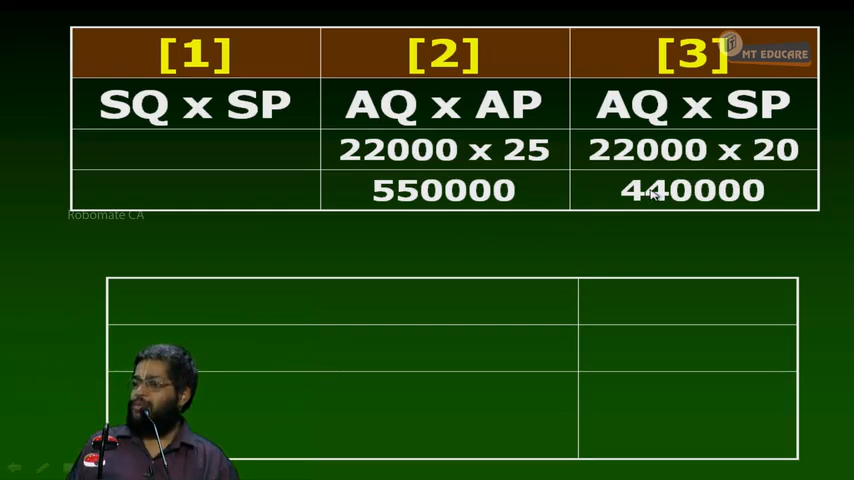 [1] [2] [3]
MT EDUCARE
SQ x SP AQ x AP AQ x SP
22000 x 25 22000 x 20
550000 440000
Robomate CA